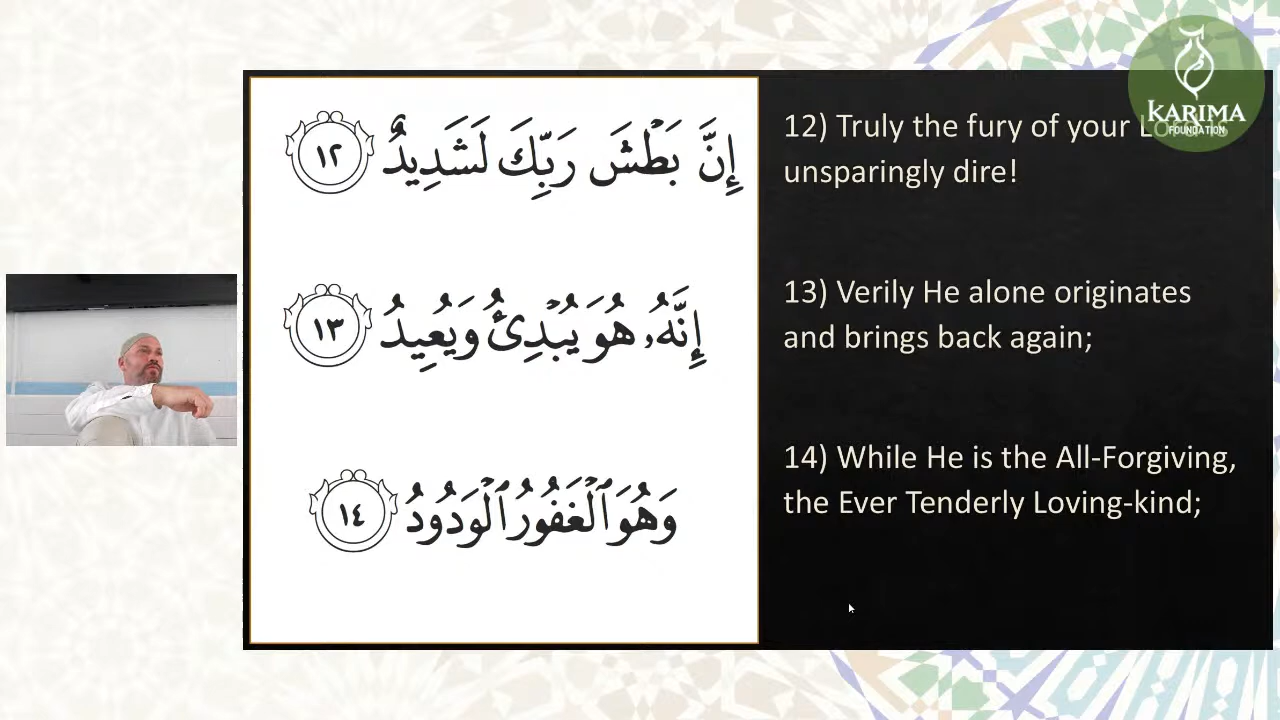 إِنَّ بَطْشَ رَبِّكَ لَشَدِيدٌ ١٢
إِنَّهُۥ هُوَ يُبْدِئُ وَيُعِيدُ ١٣
وَهُوَ ٱلْغَفُورُ ٱلْوَدُودُ ١٤
12) Truly the fury of your
unsparingly dire!
13) Verily He alone originates
and brings back again;
14) While He is the All-Forgiving,
the Ever Tenderly Loving-kind;
KARIMA
FOUNDATION